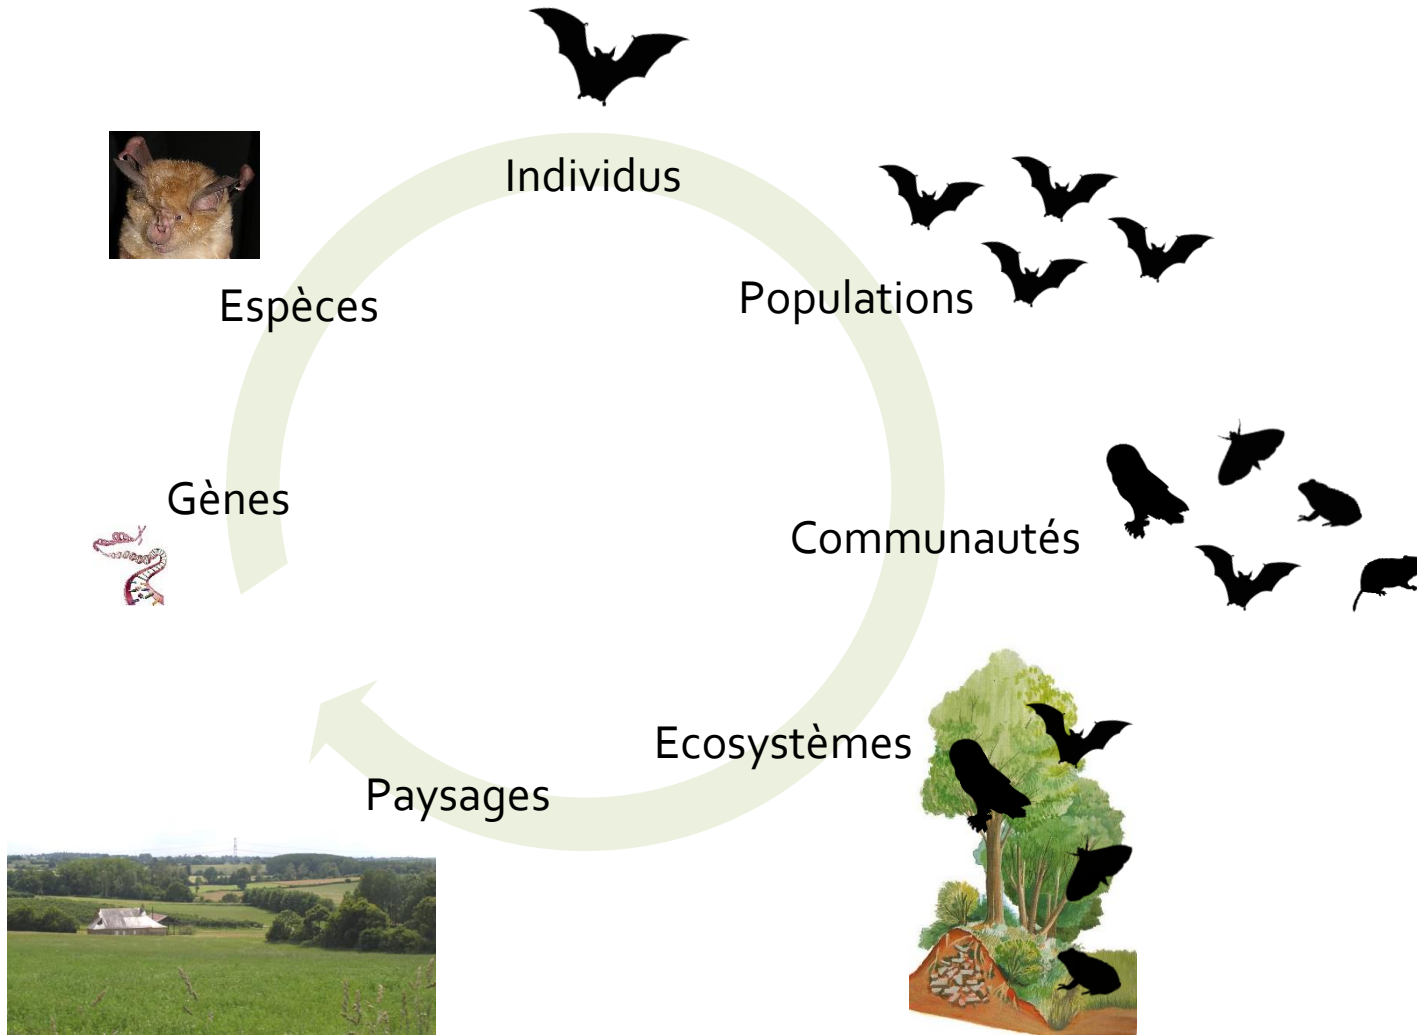 Individus
Espèces
Populations
Gènes
Communautés
Ecosystèmes
Paysages